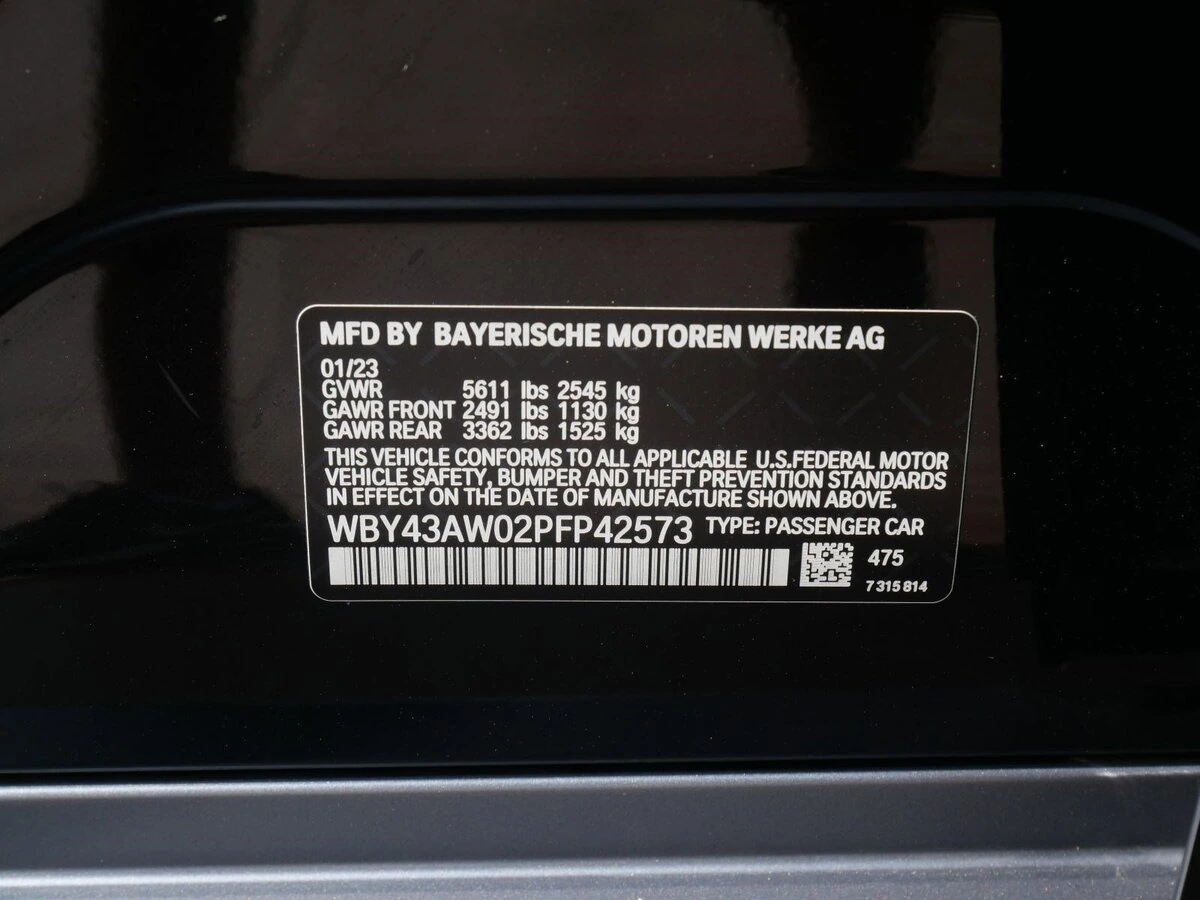 MFD BY BAYERISCHE MOTOREN WERKE AG
01/23
GVWR 5611 lbs 2545 kg
GAWR FRONT 2491 lbs 1130 kg
GAWR REAR 3362 lbs 1525 kg
THIS VEHICLE CONFORMS TO ALL APPLICABLE U.S.FEDERAL MOTOR
VEHICLE SAFETY, BUMPER AND THEFT PREVENTION STANDARDS
IN EFFECT ON THE DATE OF MANUFACTURE SHOWN ABOVE.
WBY43AW02PFP42573 TYPE: PASSENGER CAR
475
7 315 814